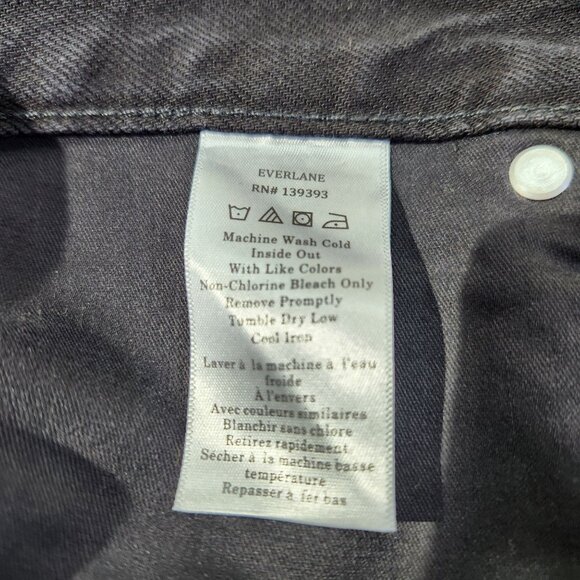 EVERLANE
RN# 139393
Machine Wash Cold
Inside Out
With Like Colors
Non-Chlorine Bleach Only
Remove Promptly
Tumble Dry Low
Cool Iron
Laver à la machine à l'eau
froide
À l'envers
Avec couleurs similaires
Blanchir sans chlore
Retirez rapidement
Sécher à la machine basse
température
Repasser à fer bas